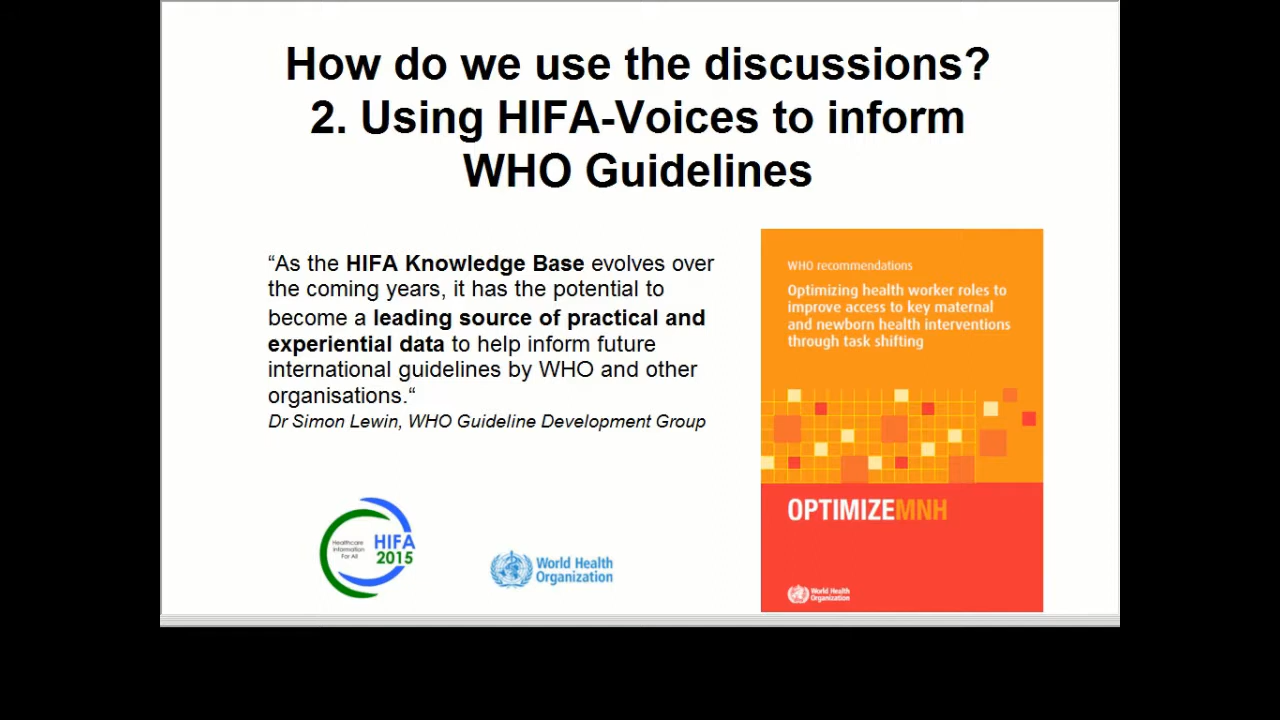 How do we use the discussions?
2. Using HIFA-Voices to inform
WHO Guidelines
“As the HIFA Knowledge Base evolves over
the coming years, it has the potential to
become a leading source of practical and
experiential data to help inform future
international guidelines by WHO and other
organisations.“
Dr Simon Lewin, WHO Guideline Development Group
Healthcare
Information
For All
HIFA
2015
World Health
Organization
WHO recommendations
Optimizing health worker roles to
improve access to key maternal
and newborn health interventions
through task shifting
OPTIMIZEMNH
World Health
Organization